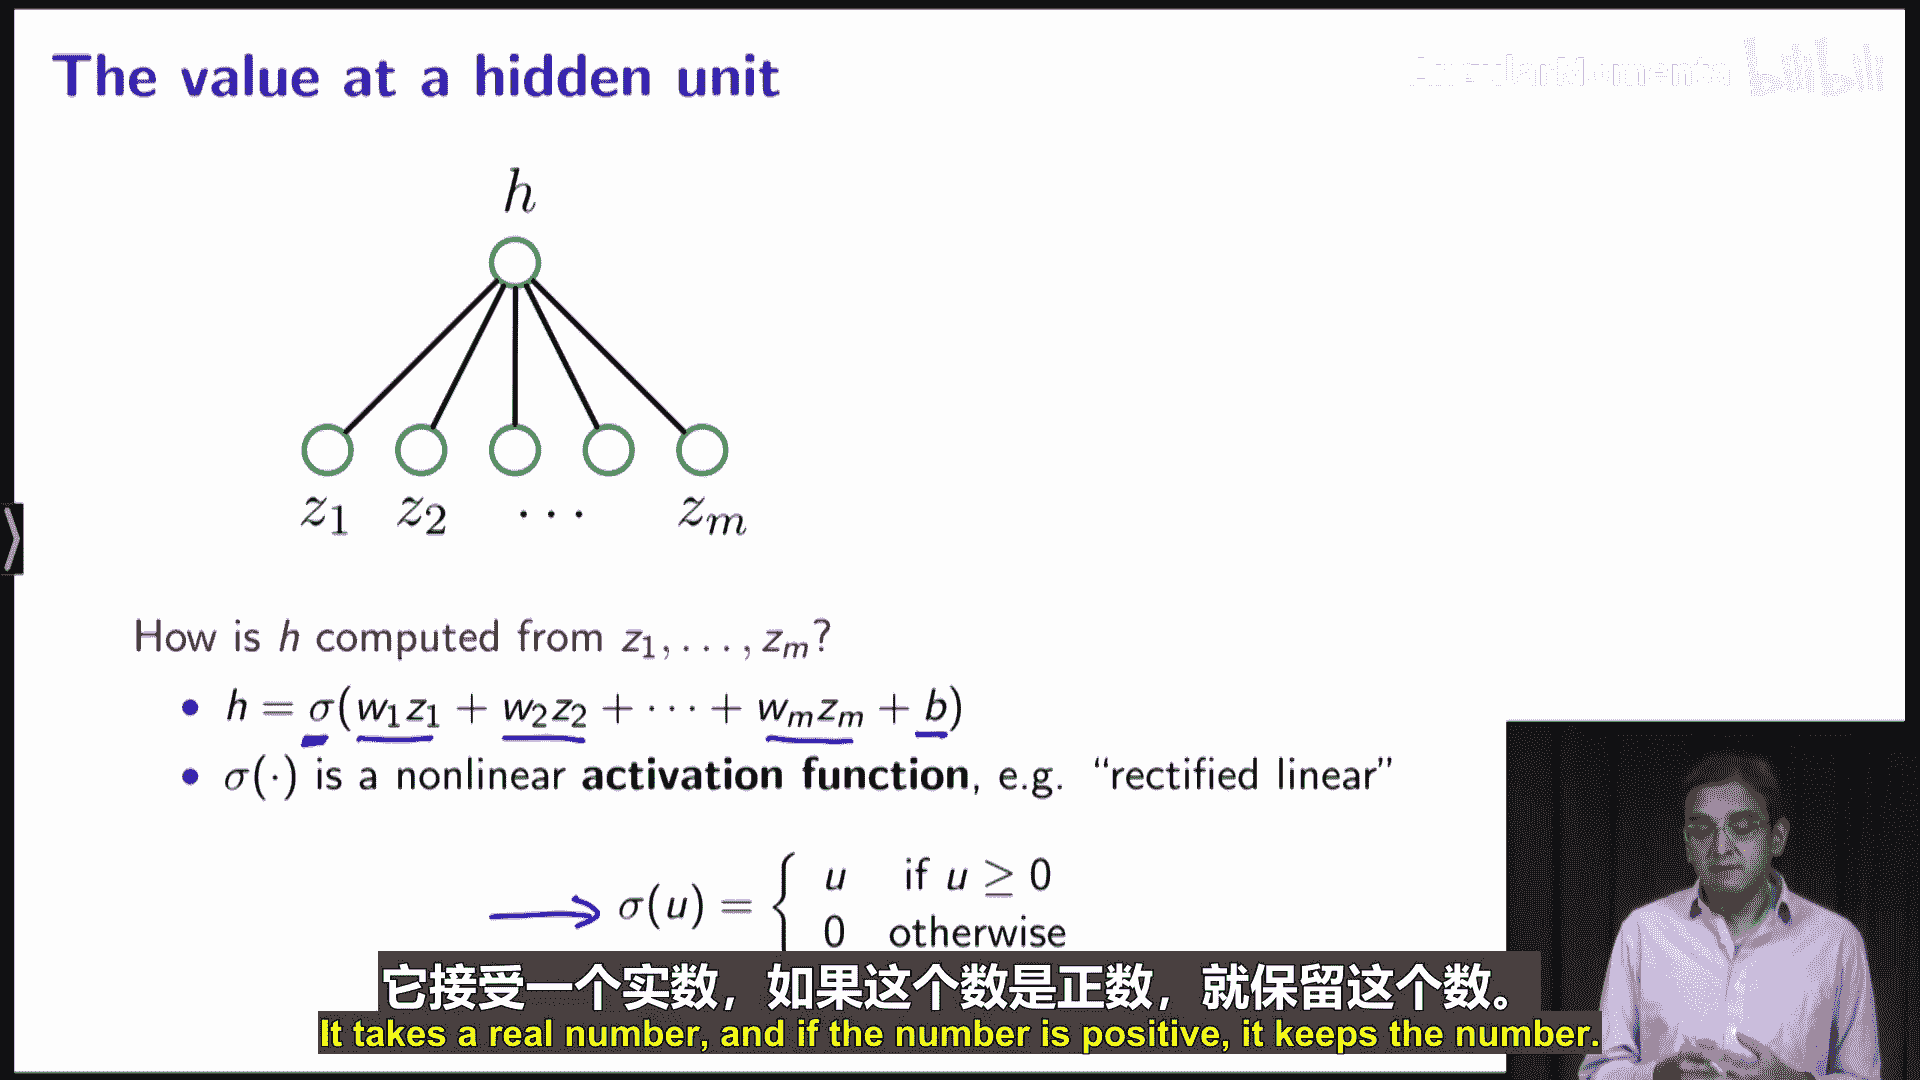 The value at a hidden unit
bilibili
h
z₁ z₂ ··· zₘ
How is h computed from z₁, . . . , zₘ?
• h = σ(w₁z₁ + w₂z₂ + ··· + wₘzₘ + b)
• σ(·) is a nonlinear activation function, e.g. “rectified linear”
σ(u) = { u if u ≥ 0
0 otherwise
它接受一个实数，如果这个数是正数，就保留这个数。
It takes a real number, and if the number is positive, it keeps the number.